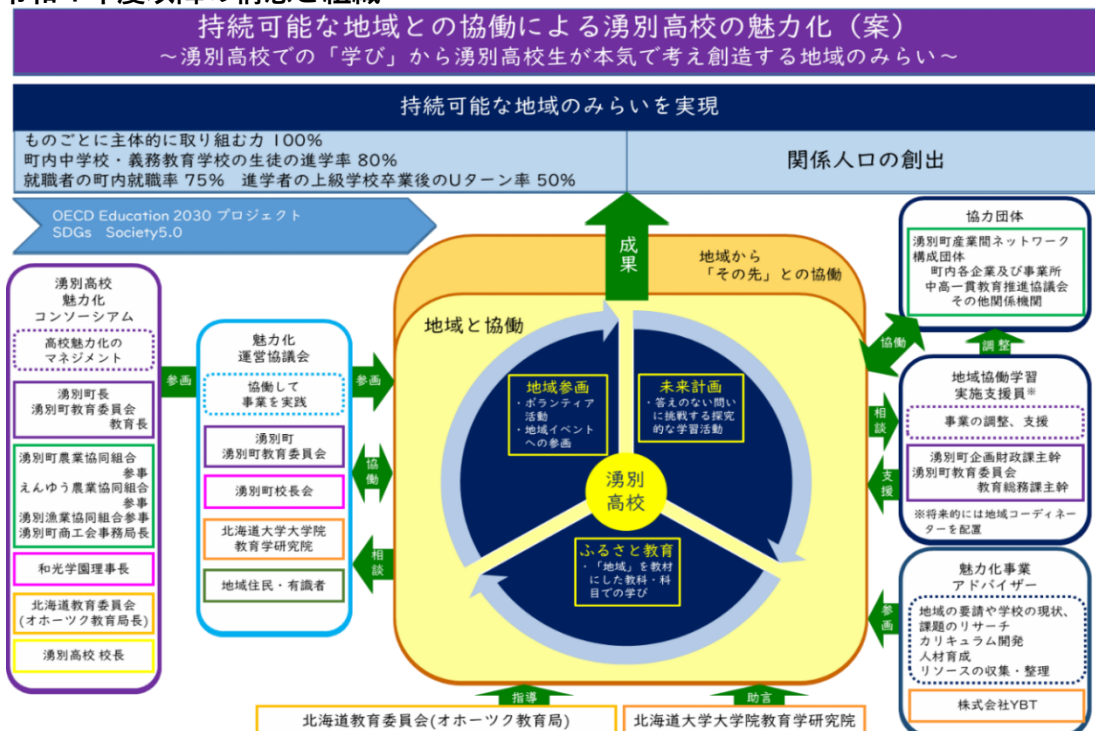 持続可能な地域との協働による湧別高校の魅力化（案）
～湧別高校での「学び」から湧別高校生が本気で考え創造する地域のみらい～
持続可能な地域のみらいを実現
ものごとに主体的に取り組む力 100%
町内中学校・義務教育学校の生徒の進学率 80%
就職者の町内就職率 75%　進学者の上級学校卒業後のUターン率 50%
関係人口の創出
OECD Education 2030 プロジェクト
SDGs　Society5.0
成果
地域から
「その先」との協働
地域と協働
地域参画
・ボランティア
活動
・地域イベント
への参画
未来計画
・答えのない問い
に挑戦する探究
的な学習活動
湧別
高校
ふるさと教育
・「地域」を教材
にした教科・科
目での学び
湧別高校
魅力化
コンソーシアム
高校魅力化の
マネジメント
湧別町長
湧別町教育委員会
教育長
湧別町農業協同組合
参事
えんゆう農業協同組合
参事
湧別漁業協同組合参事
湧別町商工会事務局長
和光学園理事長
北海道教育委員会
(オホーツク教育局長)
湧別高校 校長
参画
魅力化
運営協議会
協働して
事業を実践
湧別町
湧別町教育委員会
湧別町校長会
北海道大学大学院
教育学研究院
地域住民・有識者
参画
協働
相談
協力団体
湧別町産業間ネットワーク
構成団体
町内各企業及び事業所
中高一貫教育推進協議会
その他関係機関
協働
調整
地域協働学習
実施支援員※
事業の調整、支援
湧別町企画財政課主幹
湧別町教育委員会
教育総務課主幹
※将来的には地域コーディネー
ターを配置
相談
支援
魅力化事業
アドバイザー
地域の要請や学校の現状、
課題のリサーチ
カリキュラム開発
人材育成
リソースの収集・整理
株式会社YBT
参画
指導
北海道教育委員会(オホーツク教育局)
助言
北海道大学大学院教育学研究院